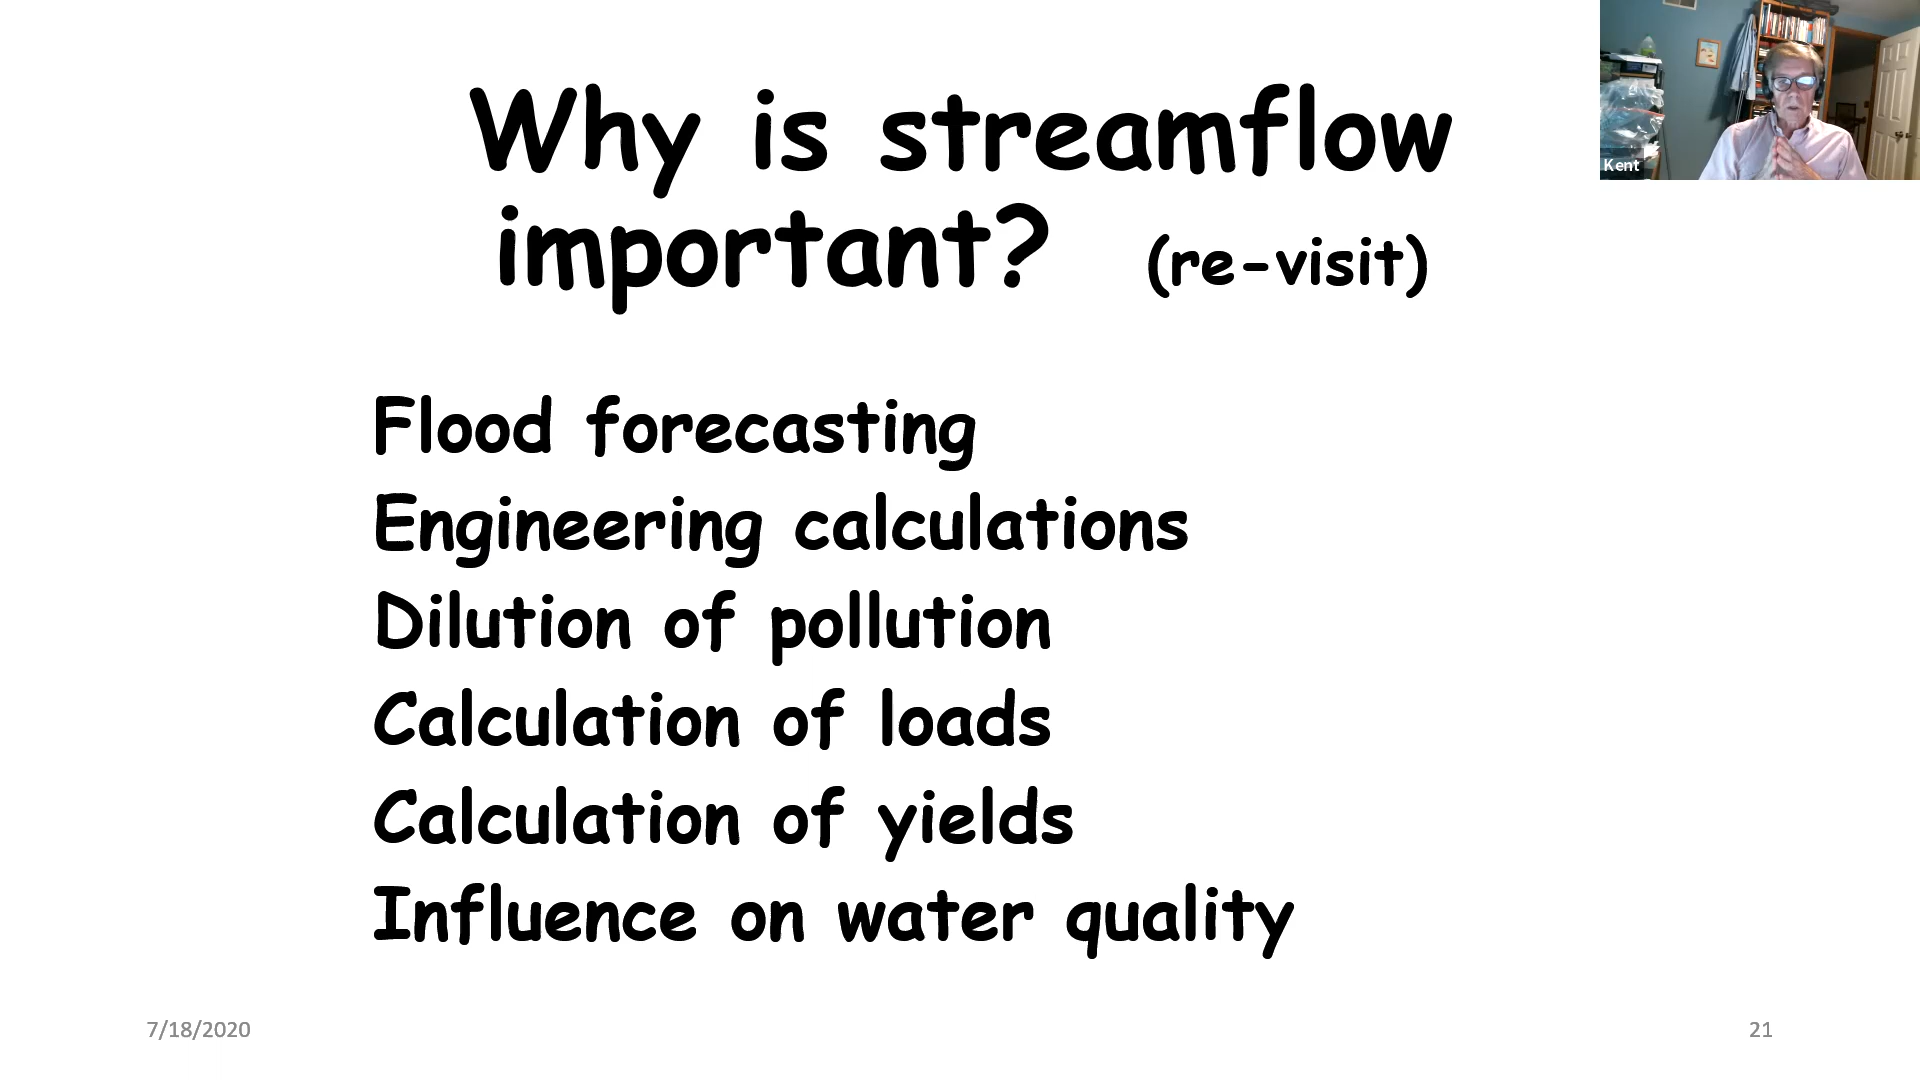 Why is streamflow
important? (re-visit)
Kent
Flood forecasting
Engineering calculations
Dilution of pollution
Calculation of loads
Calculation of yields
Influence on water quality
7/18/2020
21